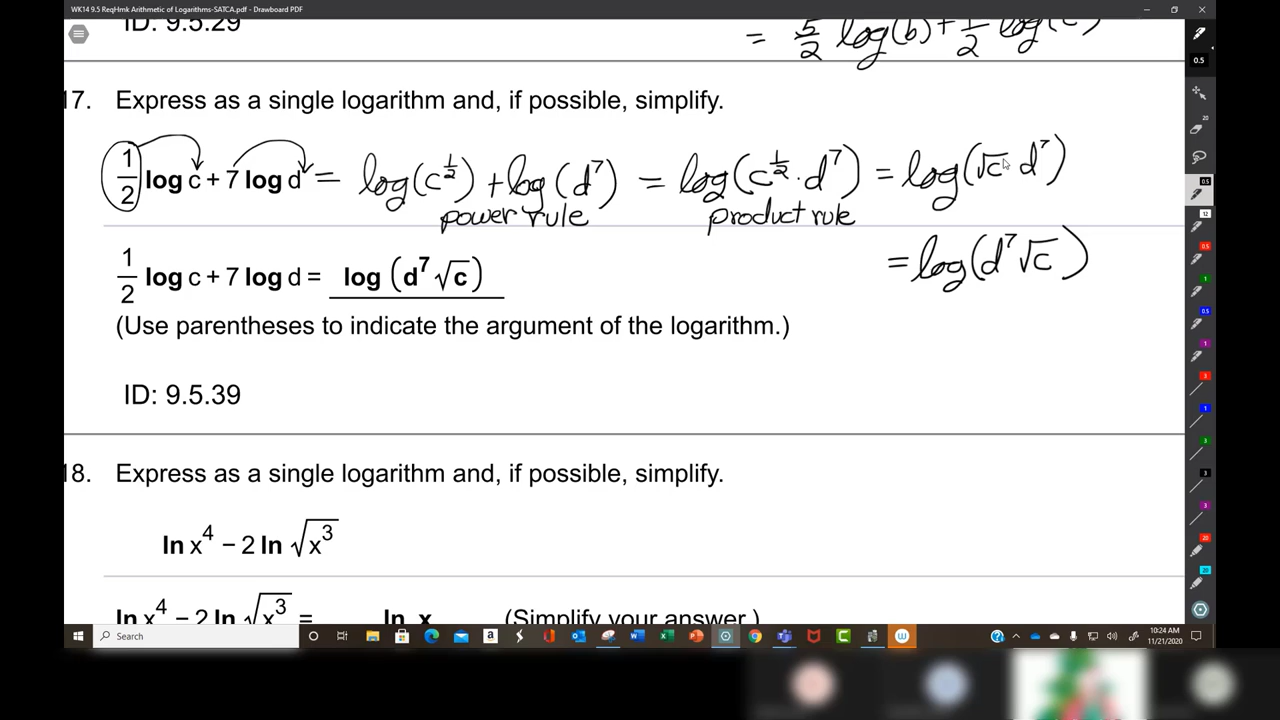 WK14 9.5 ReqHmk Arithmetic of Logarithms-SATCA.pdf - Drawboard PDF
ID: 9.5.29
= 5/2 log(b) + 1/2 log(c)
17. Express as a single logarithm and, if possible, simplify.
1/2 log c + 7 log d = log(c^1/2) + log(d^7) = log(c^1/2 · d^7) = log(√c d^7)
power rule product rule
= log(d^7 √c)
1/2 log c + 7 log d = log (d^7 √c)
(Use parentheses to indicate the argument of the logarithm.)
ID: 9.5.39
18. Express as a single logarithm and, if possible, simplify.
ln x^4 − 2 ln √x^3
ln x^4 − 2 ln √x^3 = ln x (Simplify your answer.)
Search
10:24 AM
11/21/2020